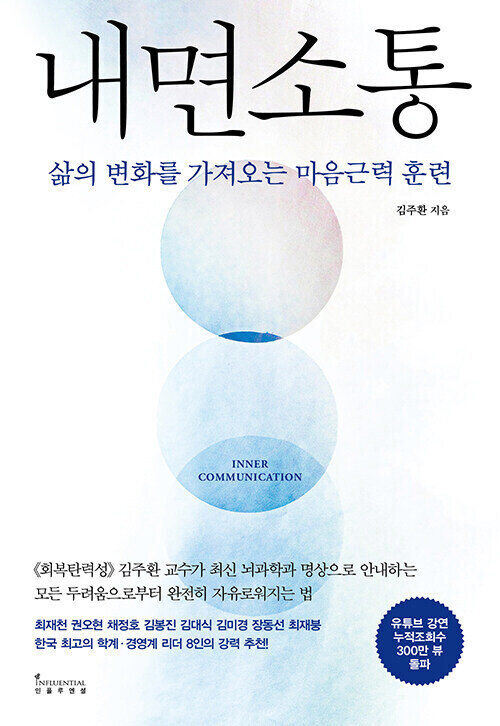 내면소통
삶의 변화를 가져오는 마음근력 훈련
김주환 지음
INNER
COMMUNICATION
《회복탄력성》 김주환 교수가 최신 뇌과학과 명상으로 안내하는
모든 두려움으로부터 완전히 자유로워지는 법
최재천 권오현 채정호 김봉진 김대식 김미경 장동선 최재붕
한국 최고의 학계·경영계 리더 8인의 강력 추천!
유튜브 강연
누적조회수
300만 뷰
돌파
INFLUENTIAL
인플루엔셜